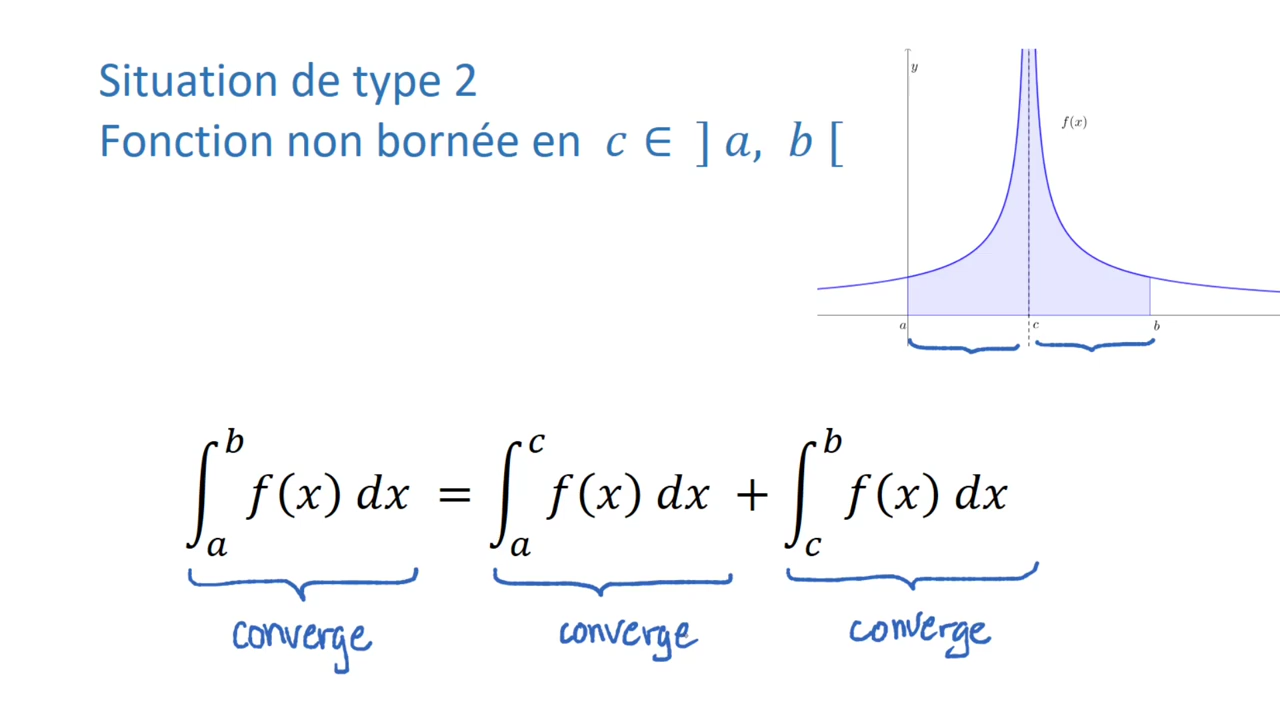 Situation de type 2
Fonction non bornée en c ∈ ] a, b [
y
f(x)
a c b
∫_a^b f(x) dx = ∫_a^c f(x) dx + ∫_c^b f(x) dx
converge converge converge